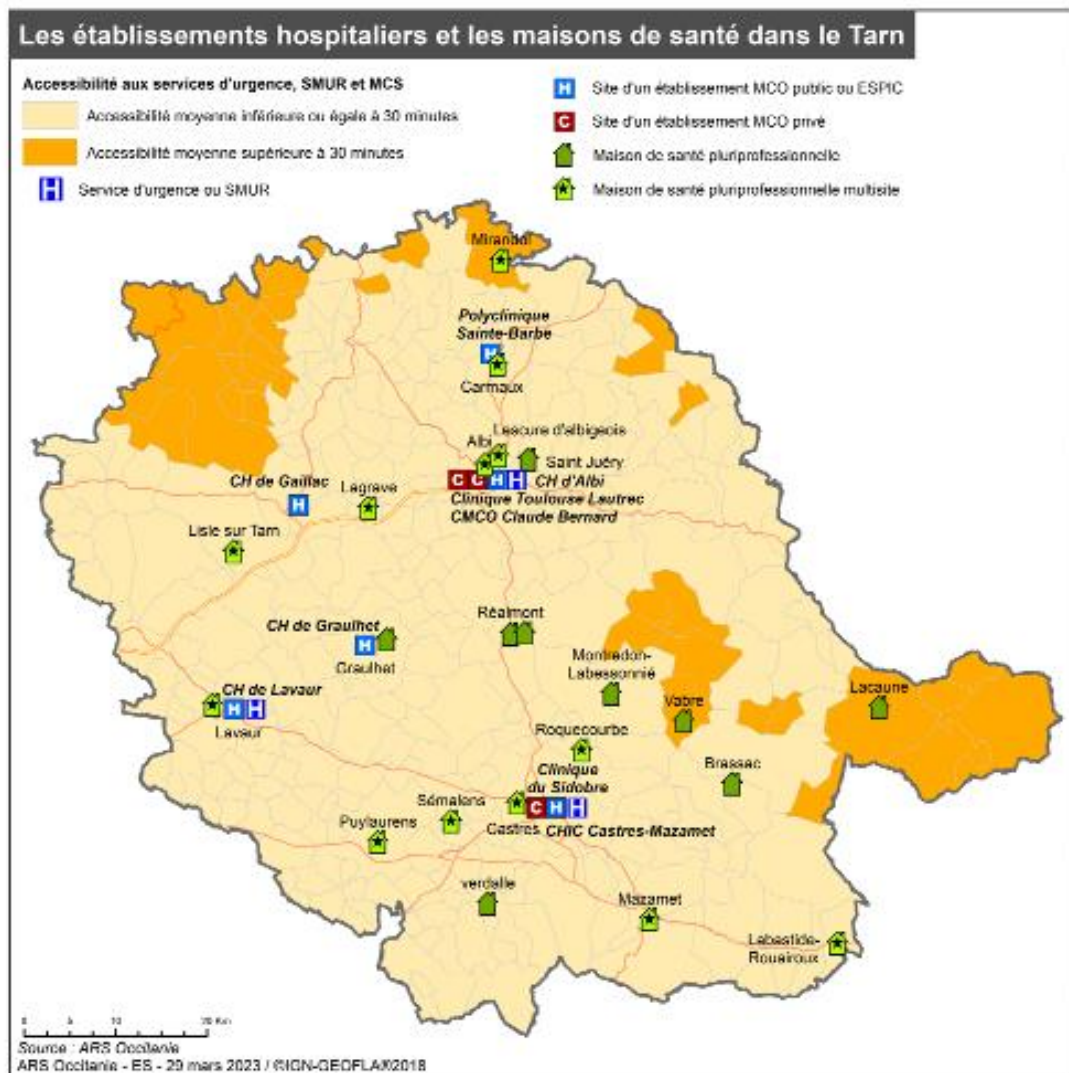 Les établissements hospitaliers et les maisons de santé dans le Tarn
Accessibilité aux services d'urgence, SMUR et MCS
Accessibilité moyenne inférieure ou égale à 30 minutes
Accessibilité moyenne supérieure à 30 minutes
H Service d'urgence ou SMUR
H Site d'un établissement MCO public ou ESPIC
C Site d'un établissement MCO privé
Maison de santé pluriprofessionnelle
Maison de santé pluriprofessionnelle multisite
Mirandol
Polyclinique
Sainte-Barbe
H
Carmaux
Lescure d'albigeois
Albi
Saint Juéry
C C H H CH d'Albi
Clinique Toulouse Lautrec
CMCO Claude Bernard
CH de Gaillac
H
Lagrave
Lisle sur Tarn
CH de Graulhet
H
Graulhet
Réalmont
Montredon-
Labessonnié
Vabre
Lacaune
CH de Lavaur
H H
Lavaur
Roquecourbe
Brassac
Clinique
du Sidobre
C H H
Castres CHIC Castres-Mazamet
Sémalens
Puylaurens
verdalle
Mazamet
Labastide-
Rouairoux
0 5 10 20 Km
Source : ARS Occitanie
ARS Occitanie - ES - 29 mars 2023 / ©IGN-GEOFLA®2018